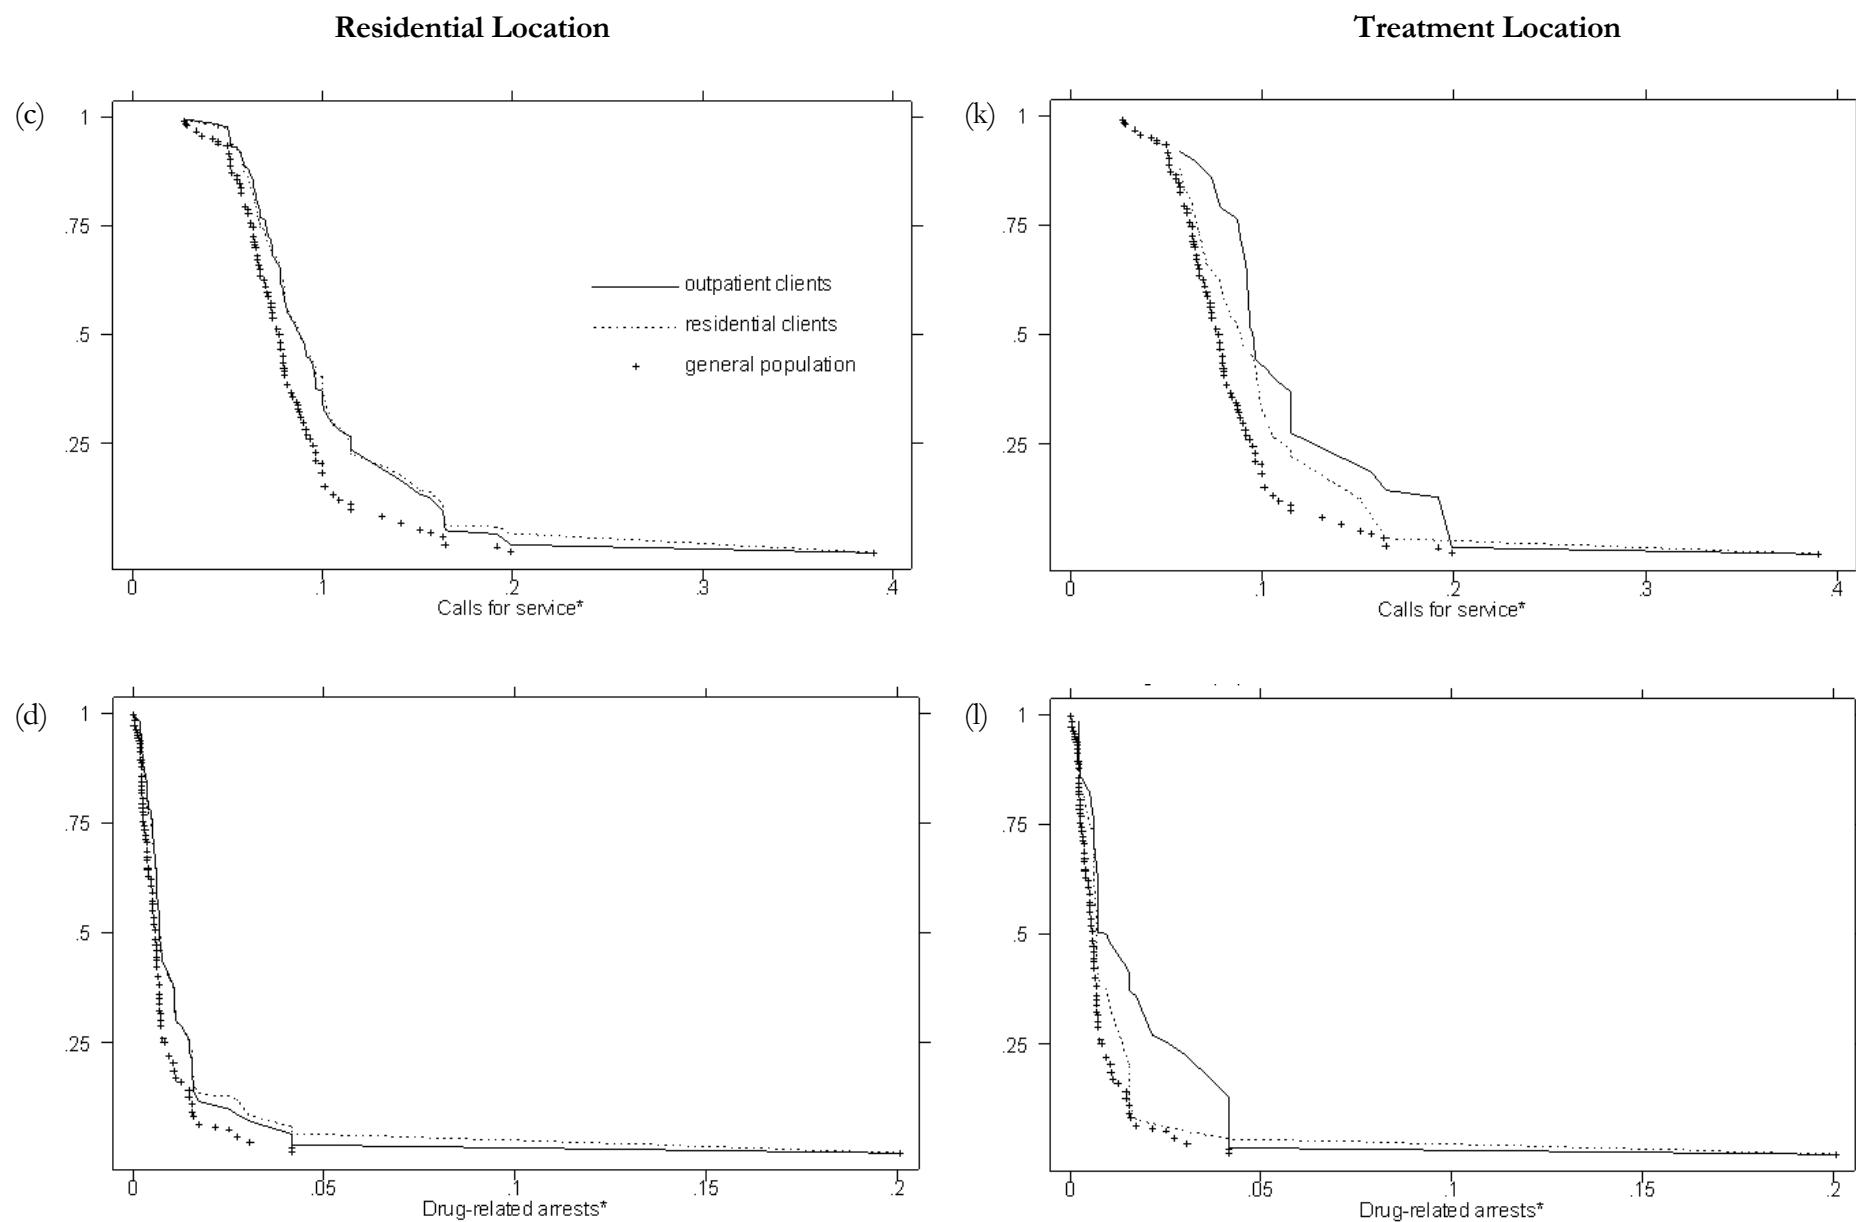 Residential Location
Treatment Location
(c)
1
.75
.5
.25
outpatient clients
residential clients
general population
0 .1 .2 .3 .4
Calls for service*
(k)
1
.75
.5
.25
0 .1 .2 .3 .4
Calls for service*
(d)
1
.75
.5
.25
0 .05 .1 .15 .2
Drug-related arrests*
(l)
1
.75
.5
.25
0 .05 .1 .15 .2
Drug-related arrests*